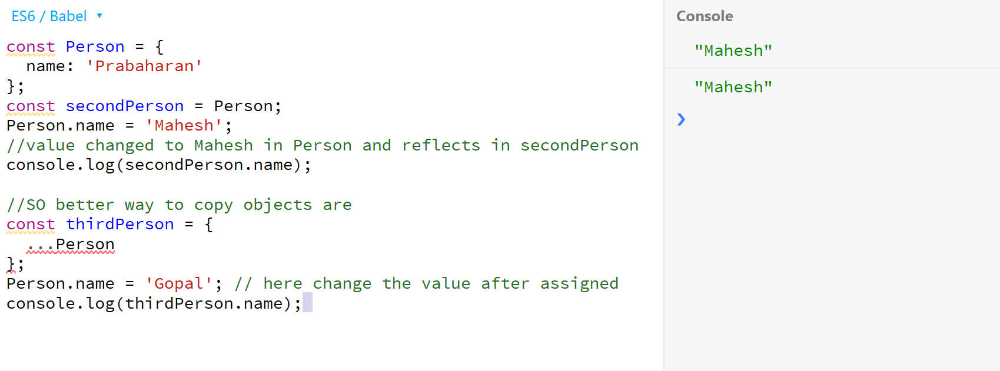 ES6 / Babel ▼
const Person = {
  name: 'Prabaharan'
};
const secondPerson = Person;
Person.name = 'Mahesh';
//value changed to Mahesh in Person and reflects in secondPerson
console.log(secondPerson.name);
//SO better way to copy objects are
const thirdPerson = {
  ...Person
};
Person.name = 'Gopal'; // here change the value after assigned
console.log(thirdPerson.name);
Console
"Mahesh"
"Mahesh"
❯